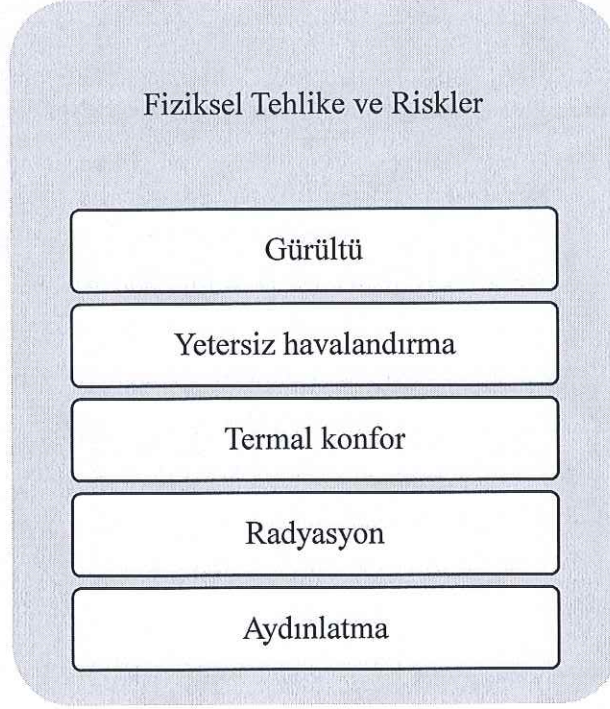 Fiziksel Tehlike ve Riskler
Gürültü
Yetersiz havalandırma
Termal konfor
Radyasyon
Aydınlatma